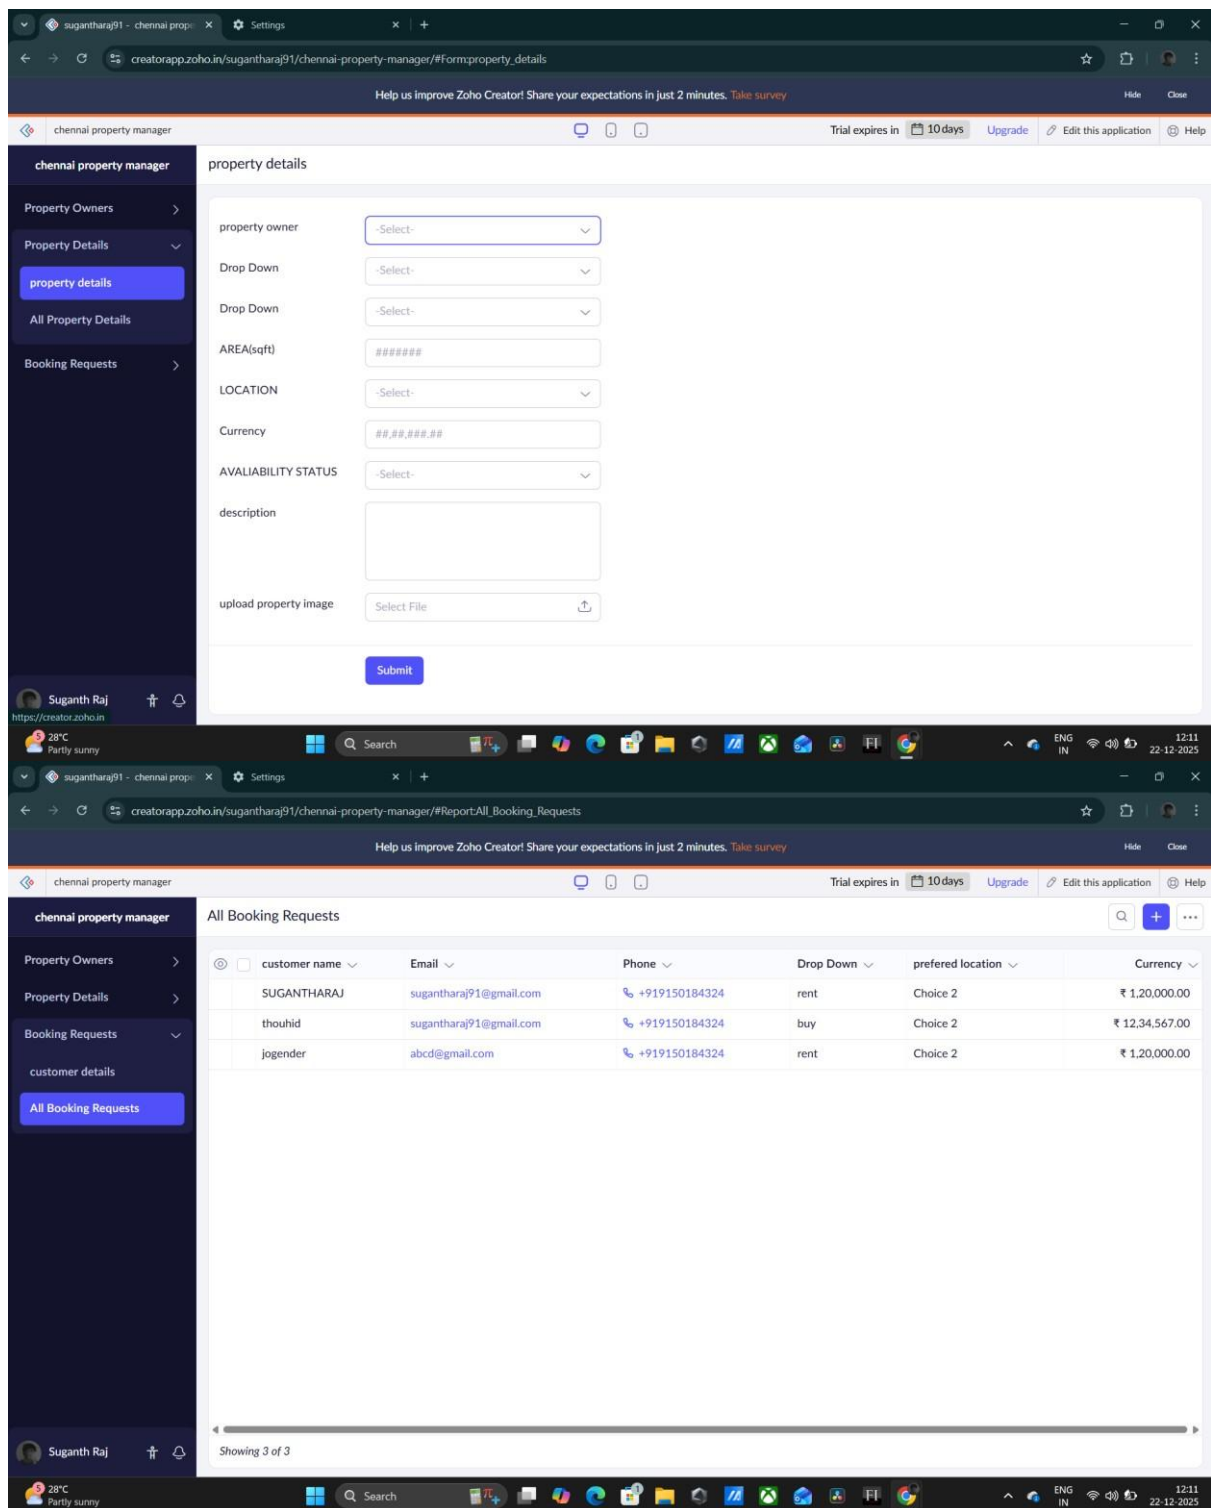 sugantharaj91 - chennai prope
Settings
creatorapp.zoho.in/sugantharaj91/chennai-property-manager/#Form:property_details
Help us improve Zoho Creator! Share your expectations in just 2 minutes. Take survey
Hide Close
chennai property manager
Trial expires in 10 days Upgrade Edit this application Help
chennai property manager
property details
Property Owners
Property Details
property details
All Property Details
Booking Requests
property owner -Select-
Drop Down -Select-
Drop Down -Select-
AREA(sqft) #######
LOCATION -Select-
Currency ##,##,###.##
AVALIABILITY STATUS -Select-
description
upload property image Select File
Submit
Suganth Raj
https://creator.zoho.in
5 28°C
Partly sunny
Search
ENG
IN
12:11
22-12-2025
sugantharaj91 - chennai prope
Settings
creatorapp.zoho.in/sugantharaj91/chennai-property-manager/#Report:All_Booking_Requests
Help us improve Zoho Creator! Share your expectations in just 2 minutes. Take survey
Hide Close
chennai property manager
Trial expires in 10 days Upgrade Edit this application Help
chennai property manager
All Booking Requests
Property Owners
Property Details
Booking Requests
customer details
All Booking Requests
customer name Email Phone Drop Down prefered location Currency
SUGANTHARAJ sugantharaj91@gmail.com +919150184324 rent Choice 2 ₹ 1,20,000.00
thouhid sugantharaj91@gmail.com +919150184324 buy Choice 2 ₹ 12,34,567.00
jogender abcd@gmail.com +919150184324 rent Choice 2 ₹ 1,20,000.00
Showing 3 of 3
Suganth Raj
5 28°C
Partly sunny
Search
ENG
IN
12:11
22-12-2025